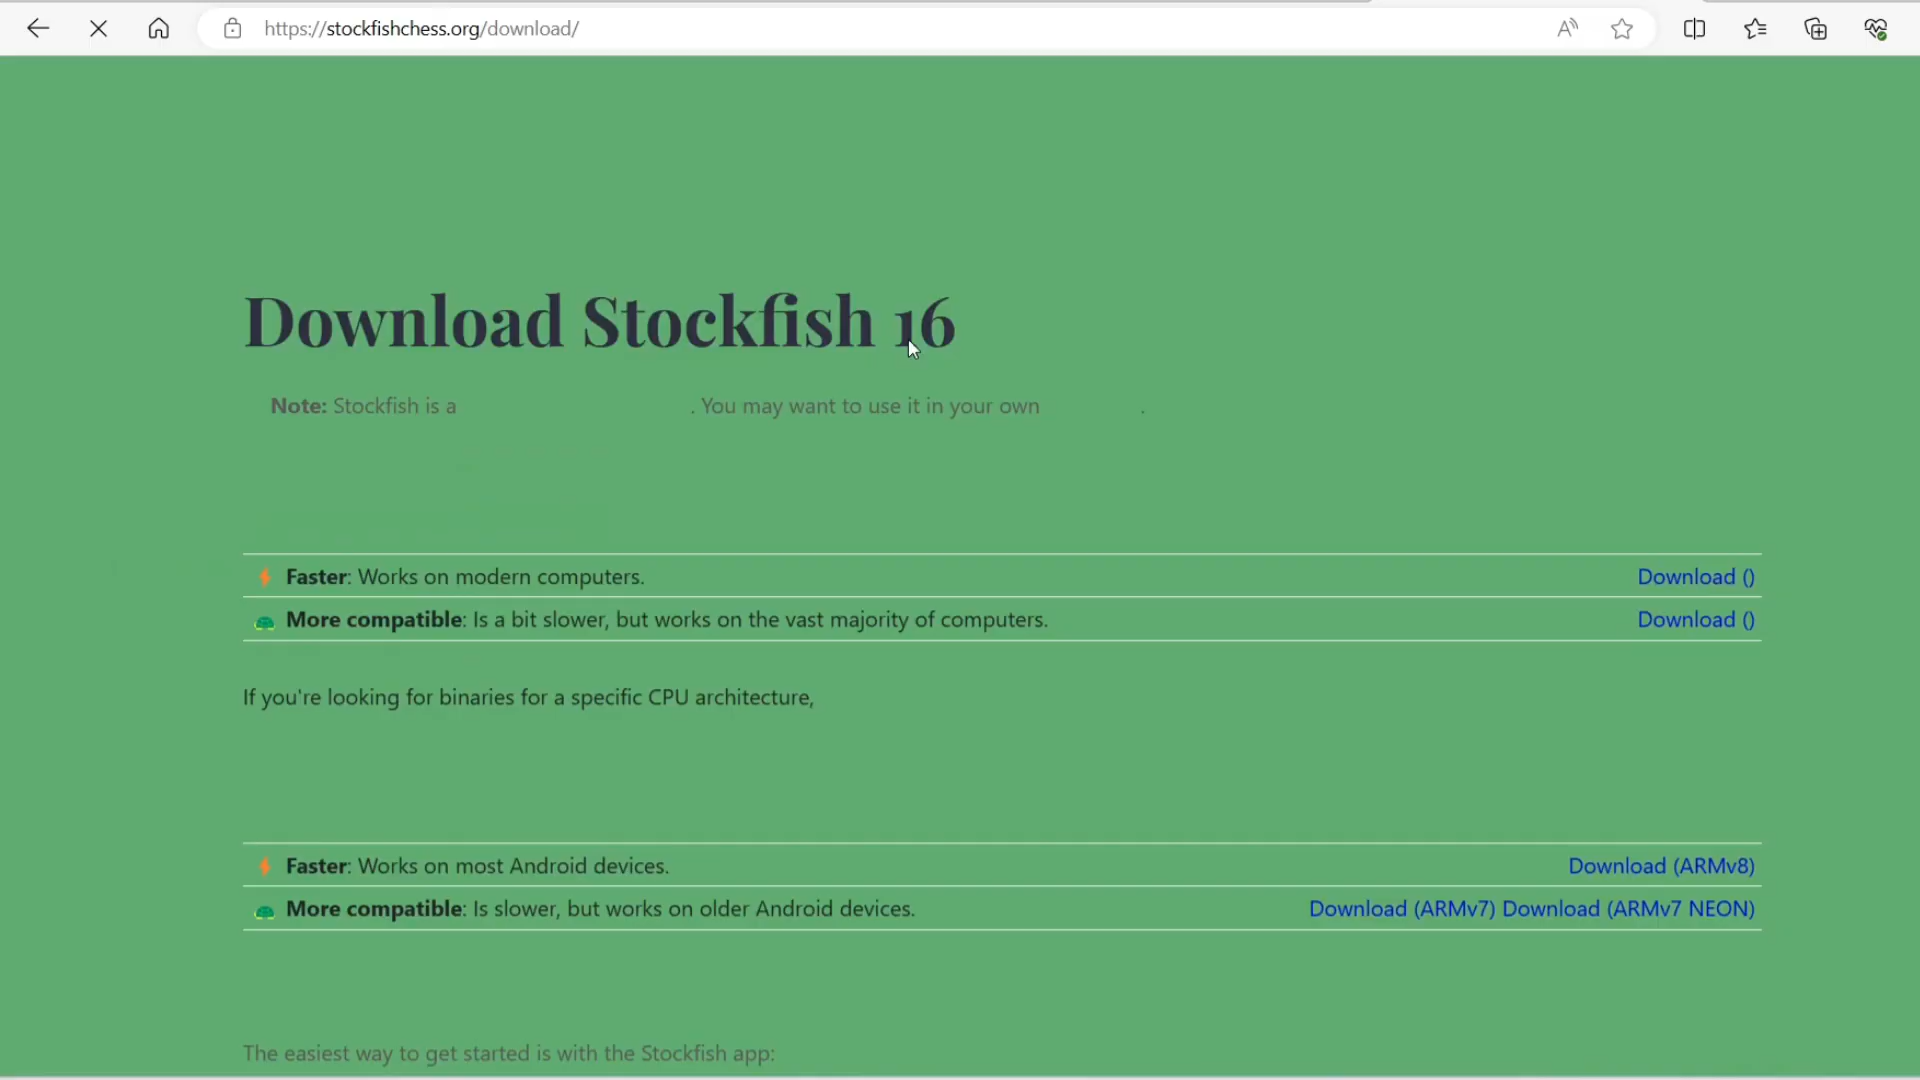 https://stockfishchess.org/download/
Download Stockfish 16
Note: Stockfish is a . You may want to use it in your own .
Faster: Works on modern computers. Download ()
More compatible: Is a bit slower, but works on the vast majority of computers. Download ()
If you're looking for binaries for a specific CPU architecture,
Faster: Works on most Android devices. Download (ARMv8)
More compatible: Is slower, but works on older Android devices. Download (ARMv7) Download (ARMv7 NEON)
The easiest way to get started is with the Stockfish app: